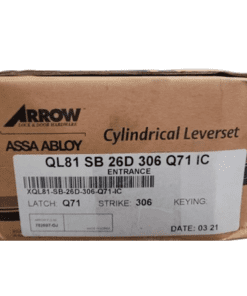 ARROW
LOCK & DOOR HARDWARE
ASSA ABLOY
Cylindrical Leverset
QL81 SB 26D 306 Q71 IC
ENTRANCE
XQL81-SB-26D-306-Q71-IC
LATCH: Q71 STRIKE: 306 KEYING:
DATE: 03 21